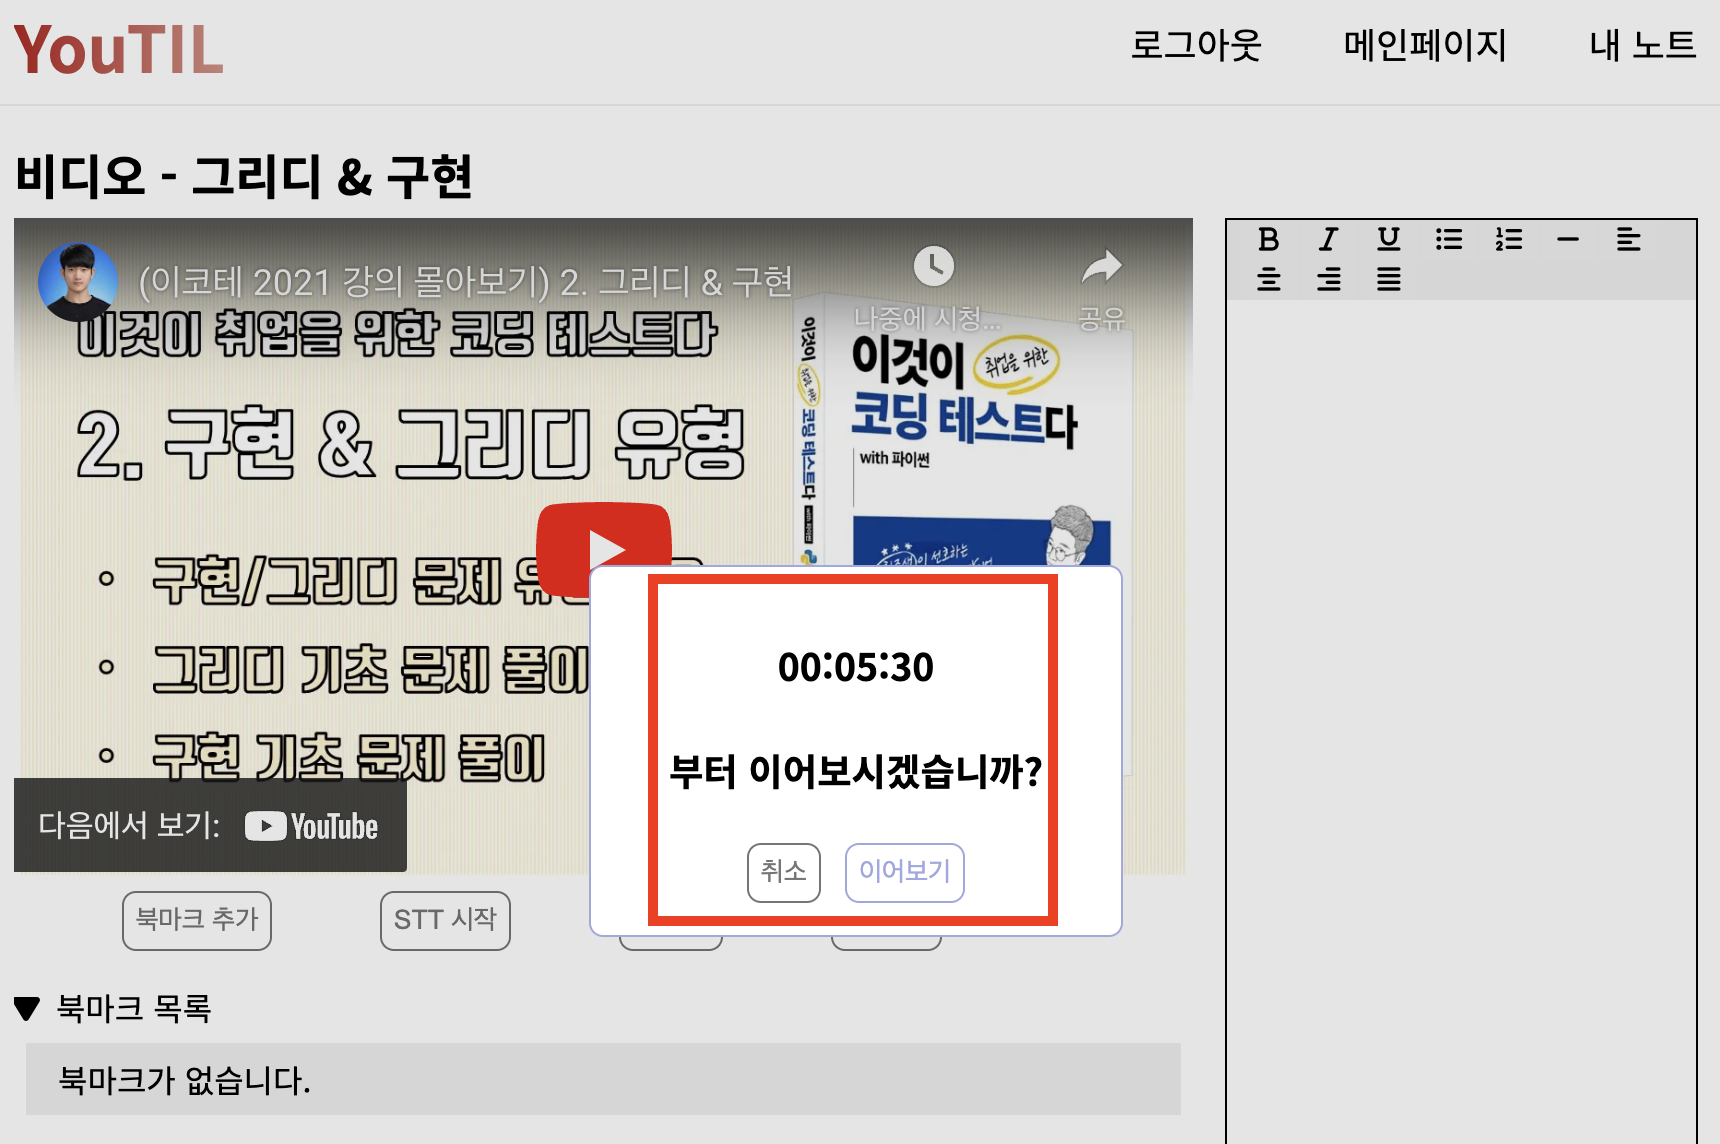 YouTIL
로그아웃 메인페이지 내 노트
비디오 - 그리디 & 구현
(이코테 2021 강의 몰아보기) 2. 그리디 & 구현
나중에 시청...
공유
이것이 취업을 위한 코딩 테스트다
2. 구현 & 그리디 유형
구현/그리디 문제 유
그리디 기초 문제 풀이
구현 기초 문제 풀이
이것이 취업을 위한 코딩 테스트다
이것이 취업을 위한
코딩 테스트다
with 파이썬
선호하는
00:05:30
부터 이어보시겠습니까?
취소 이어보기
다음에서 보기: YouTube
북마크 추가 STT 시작
북마크 목록
북마크가 없습니다.